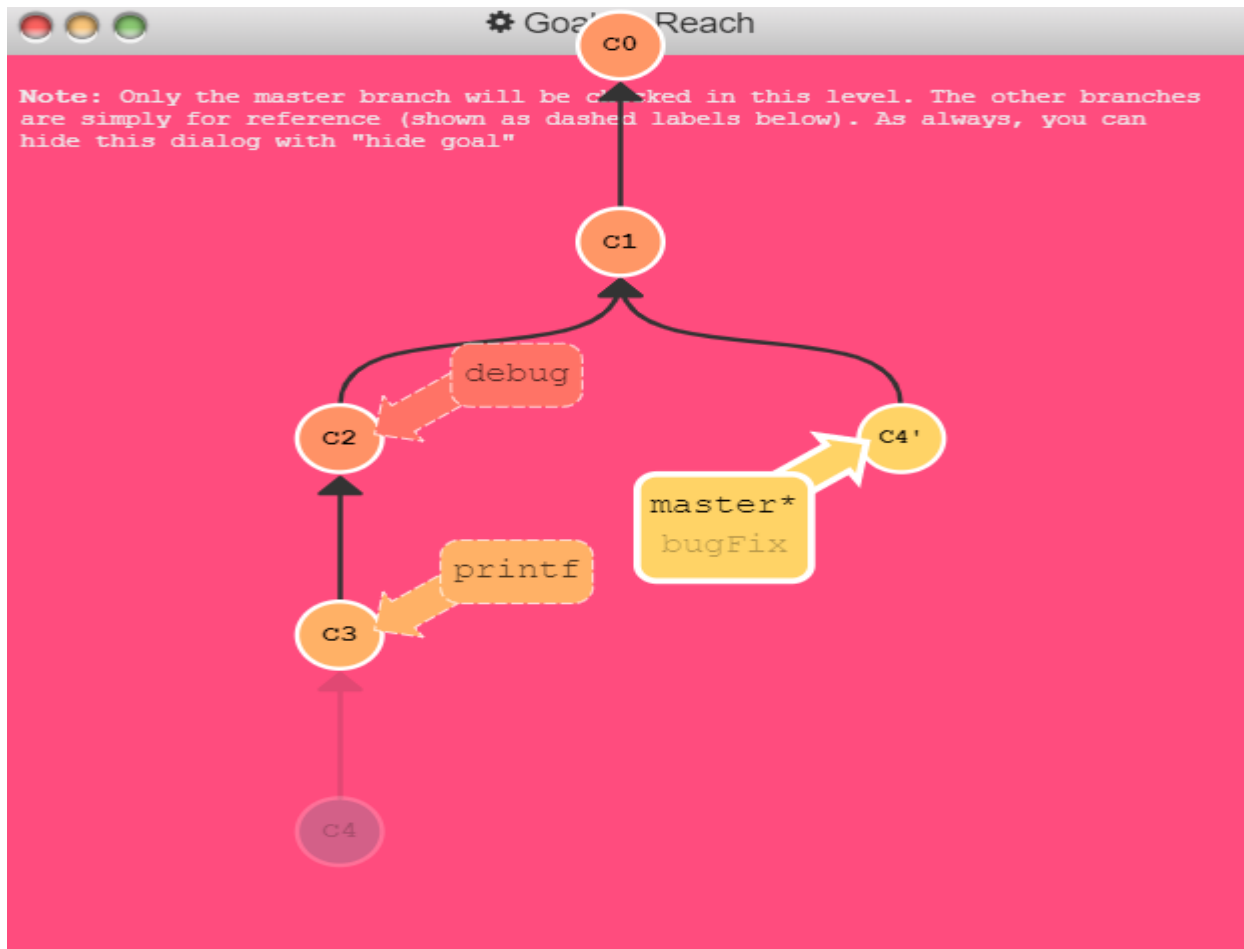 Goal Reach
C0
Note: Only the master branch will be checked in this level. The other branches
are simply for reference (shown as dashed labels below). As always, you can
hide this dialog with "hide goal"
C1
debug
C2
C4'
master*
bugFix
printf
C3
C4